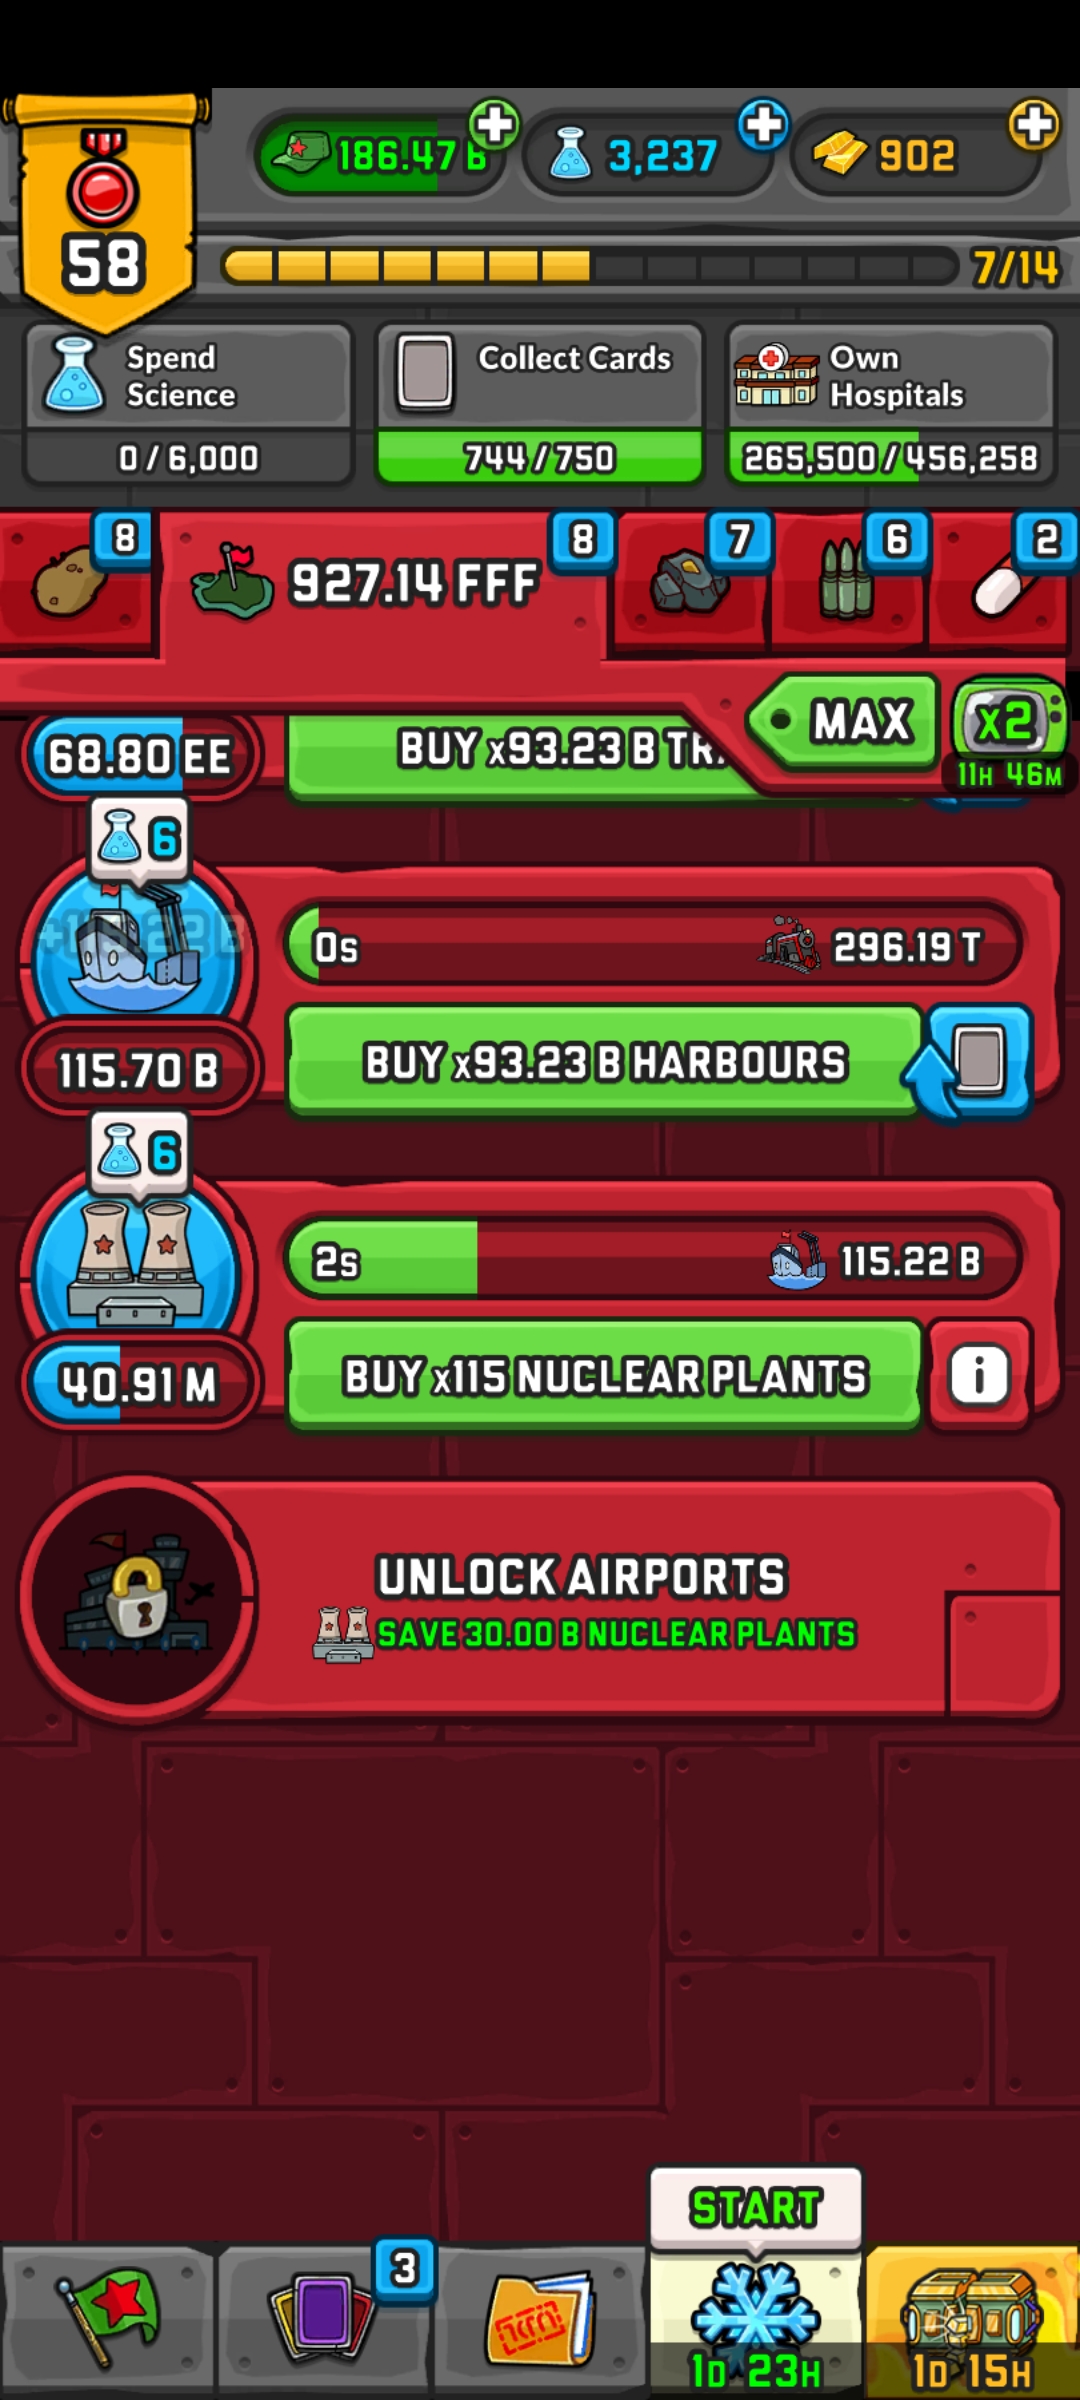 186.47 B
3,237
902
58
7/14
Spend
Science
Collect Cards
Own
Hospitals
0 / 6,000
744 / 750
265,500 / 456,258
8
927.14 FFF
8
7
6
2
MAX
x2
11H 46M
68.80 EE
BUY x93.23 B
6
0s
296.19 T
115.70 B
BUY x93.23 B HARBOURS
6
2s
115.22 B
40.91 M
BUY x115 NUCLEAR PLANTS
i
UNLOCK AIRPORTS
SAVE 30.00 B NUCLEAR PLANTS
START
3
1D 23H
1D 15H